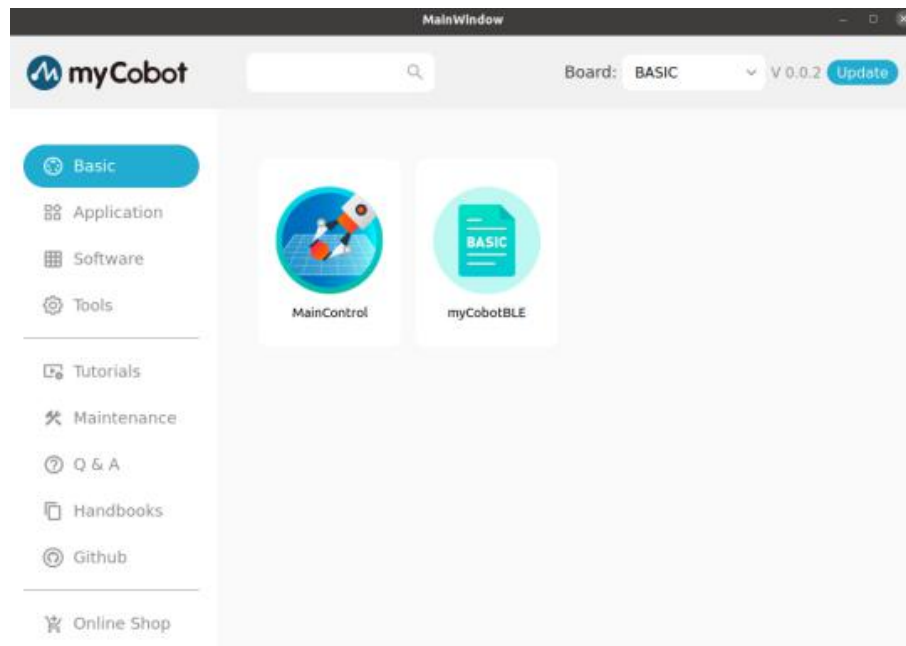 MainWindow
myCobot
Board: BASIC V 0.0.2 Update
Basic
Application
Software
Tools
Tutorials
Maintenance
Q & A
Handbooks
Github
Online Shop
BASIC
MainControl myCobotBLE